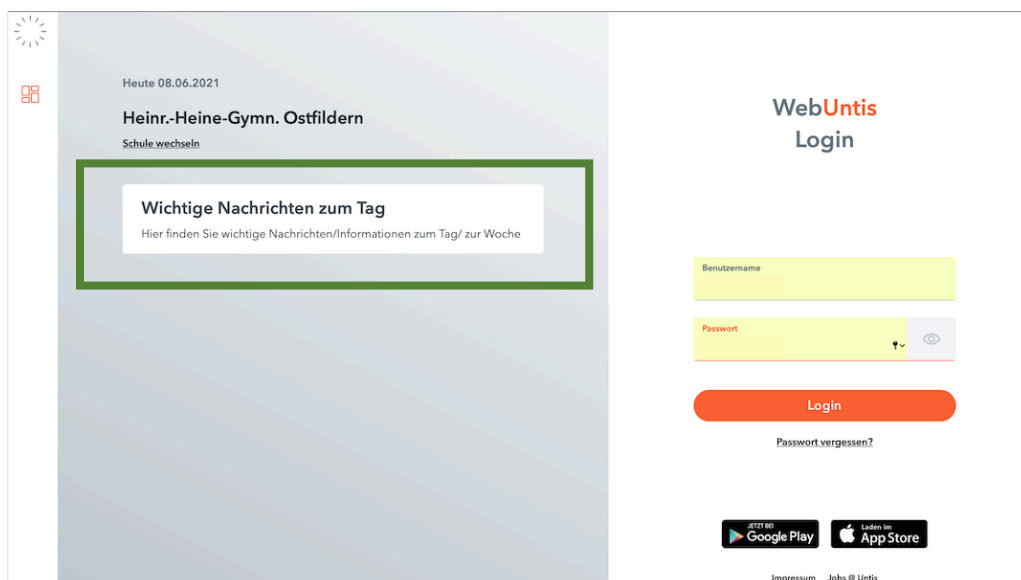 Heute 08.06.2021
Heinr.-Heine-Gymn. Ostfildern
Schule wechseln
Wichtige Nachrichten zum Tag
Hier finden Sie wichtige Nachrichten/Informationen zum Tag/ zur Woche
WebUntis
Login
Benutzername
Passwort
Login
Passwort vergessen?
JETZT BEI
Google Play
Laden im
App Store
Impressum Jobs @ Untis